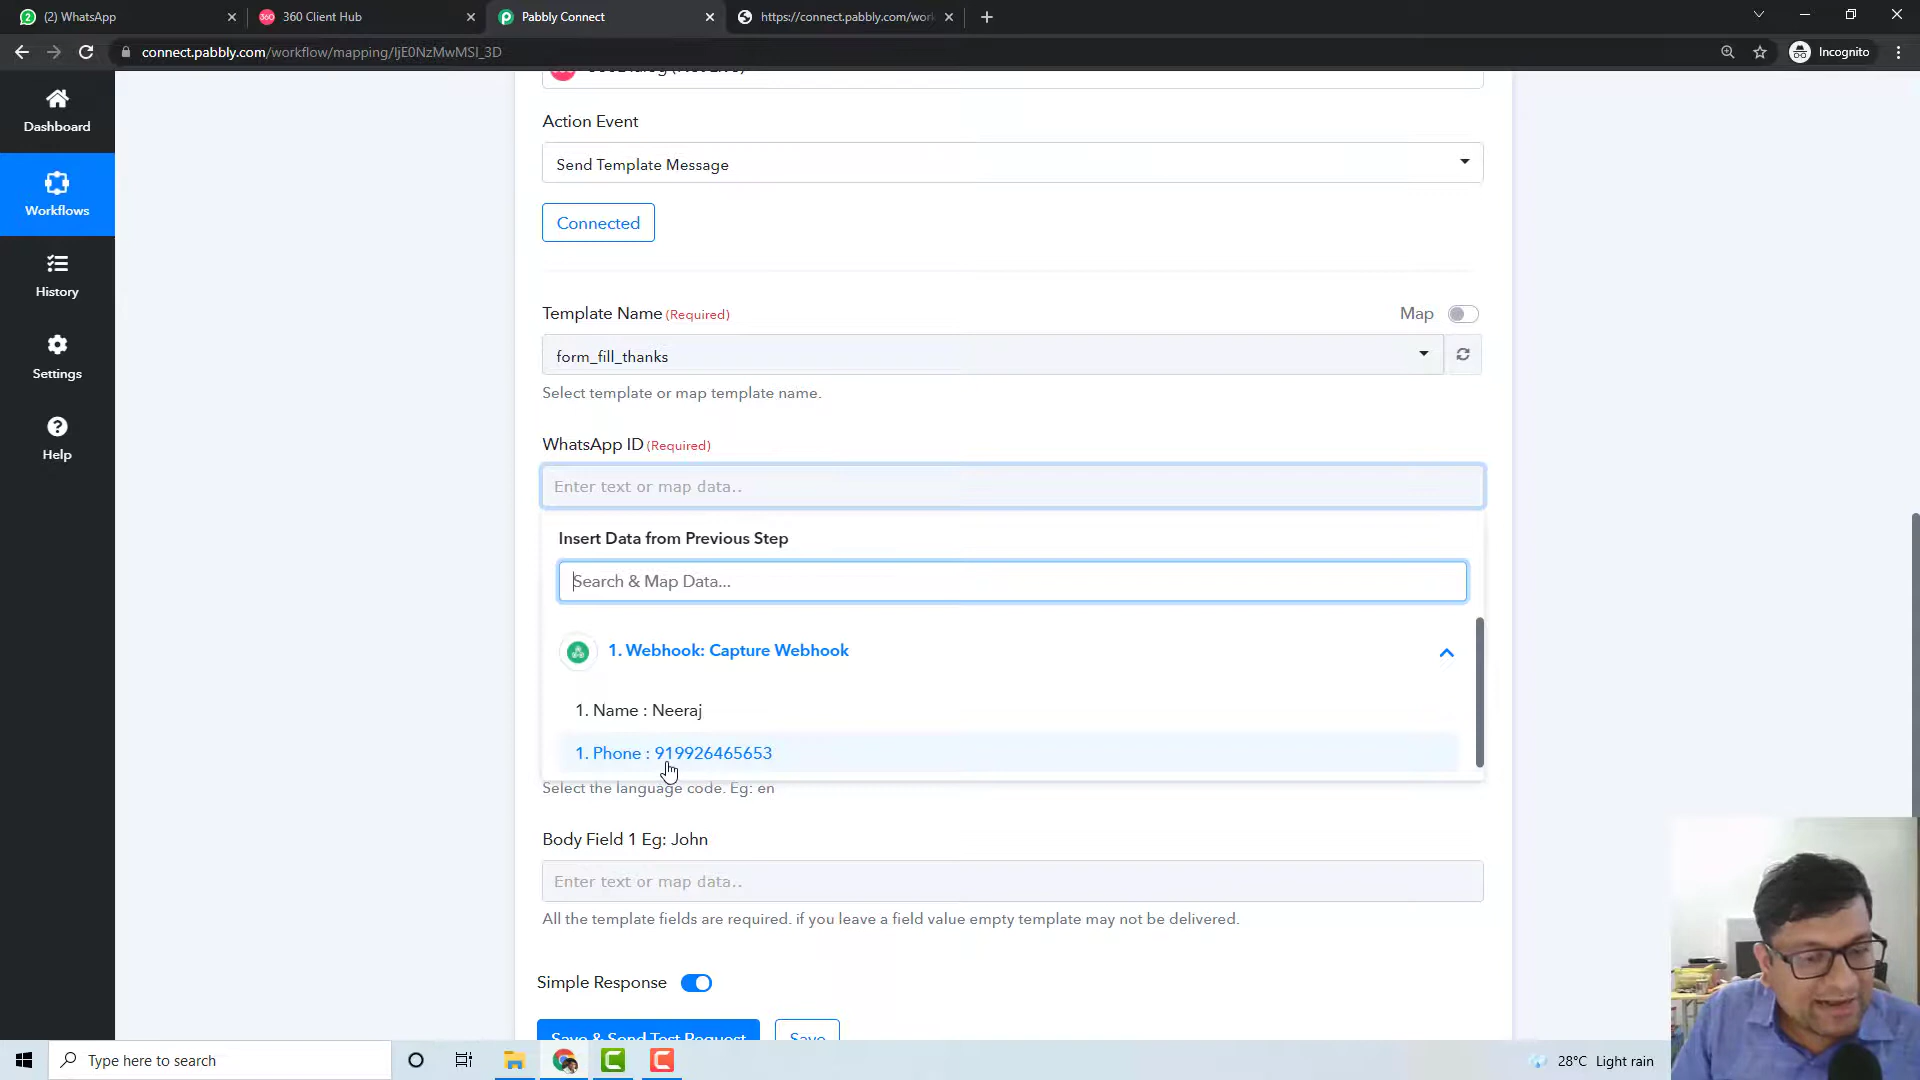 (2) WhatsApp
360 Client Hub
Pabbly Connect
https://connect.pabbly.com/work
connect.pabbly.com/workflow/mapping/IjE0NzMwMSI_3D
Incognito
Dashboard
Workflows
History
Settings
Help
Action Event
Send Template Message
Connected
Template Name (Required)
Map
form_fill_thanks
Select template or map template name.
WhatsApp ID (Required)
Enter text or map data..
Insert Data from Previous Step
Search & Map Data...
1. Webhook: Capture Webhook
1. Name : Neeraj
1. Phone : 919926465653
Select the language code. Eg: en
Body Field 1 Eg: John
Enter text or map data..
All the template fields are required. if you leave a field value empty template may not be delivered.
Simple Response
Save & Send Test Request
Save
Type here to search
28°C Light rain